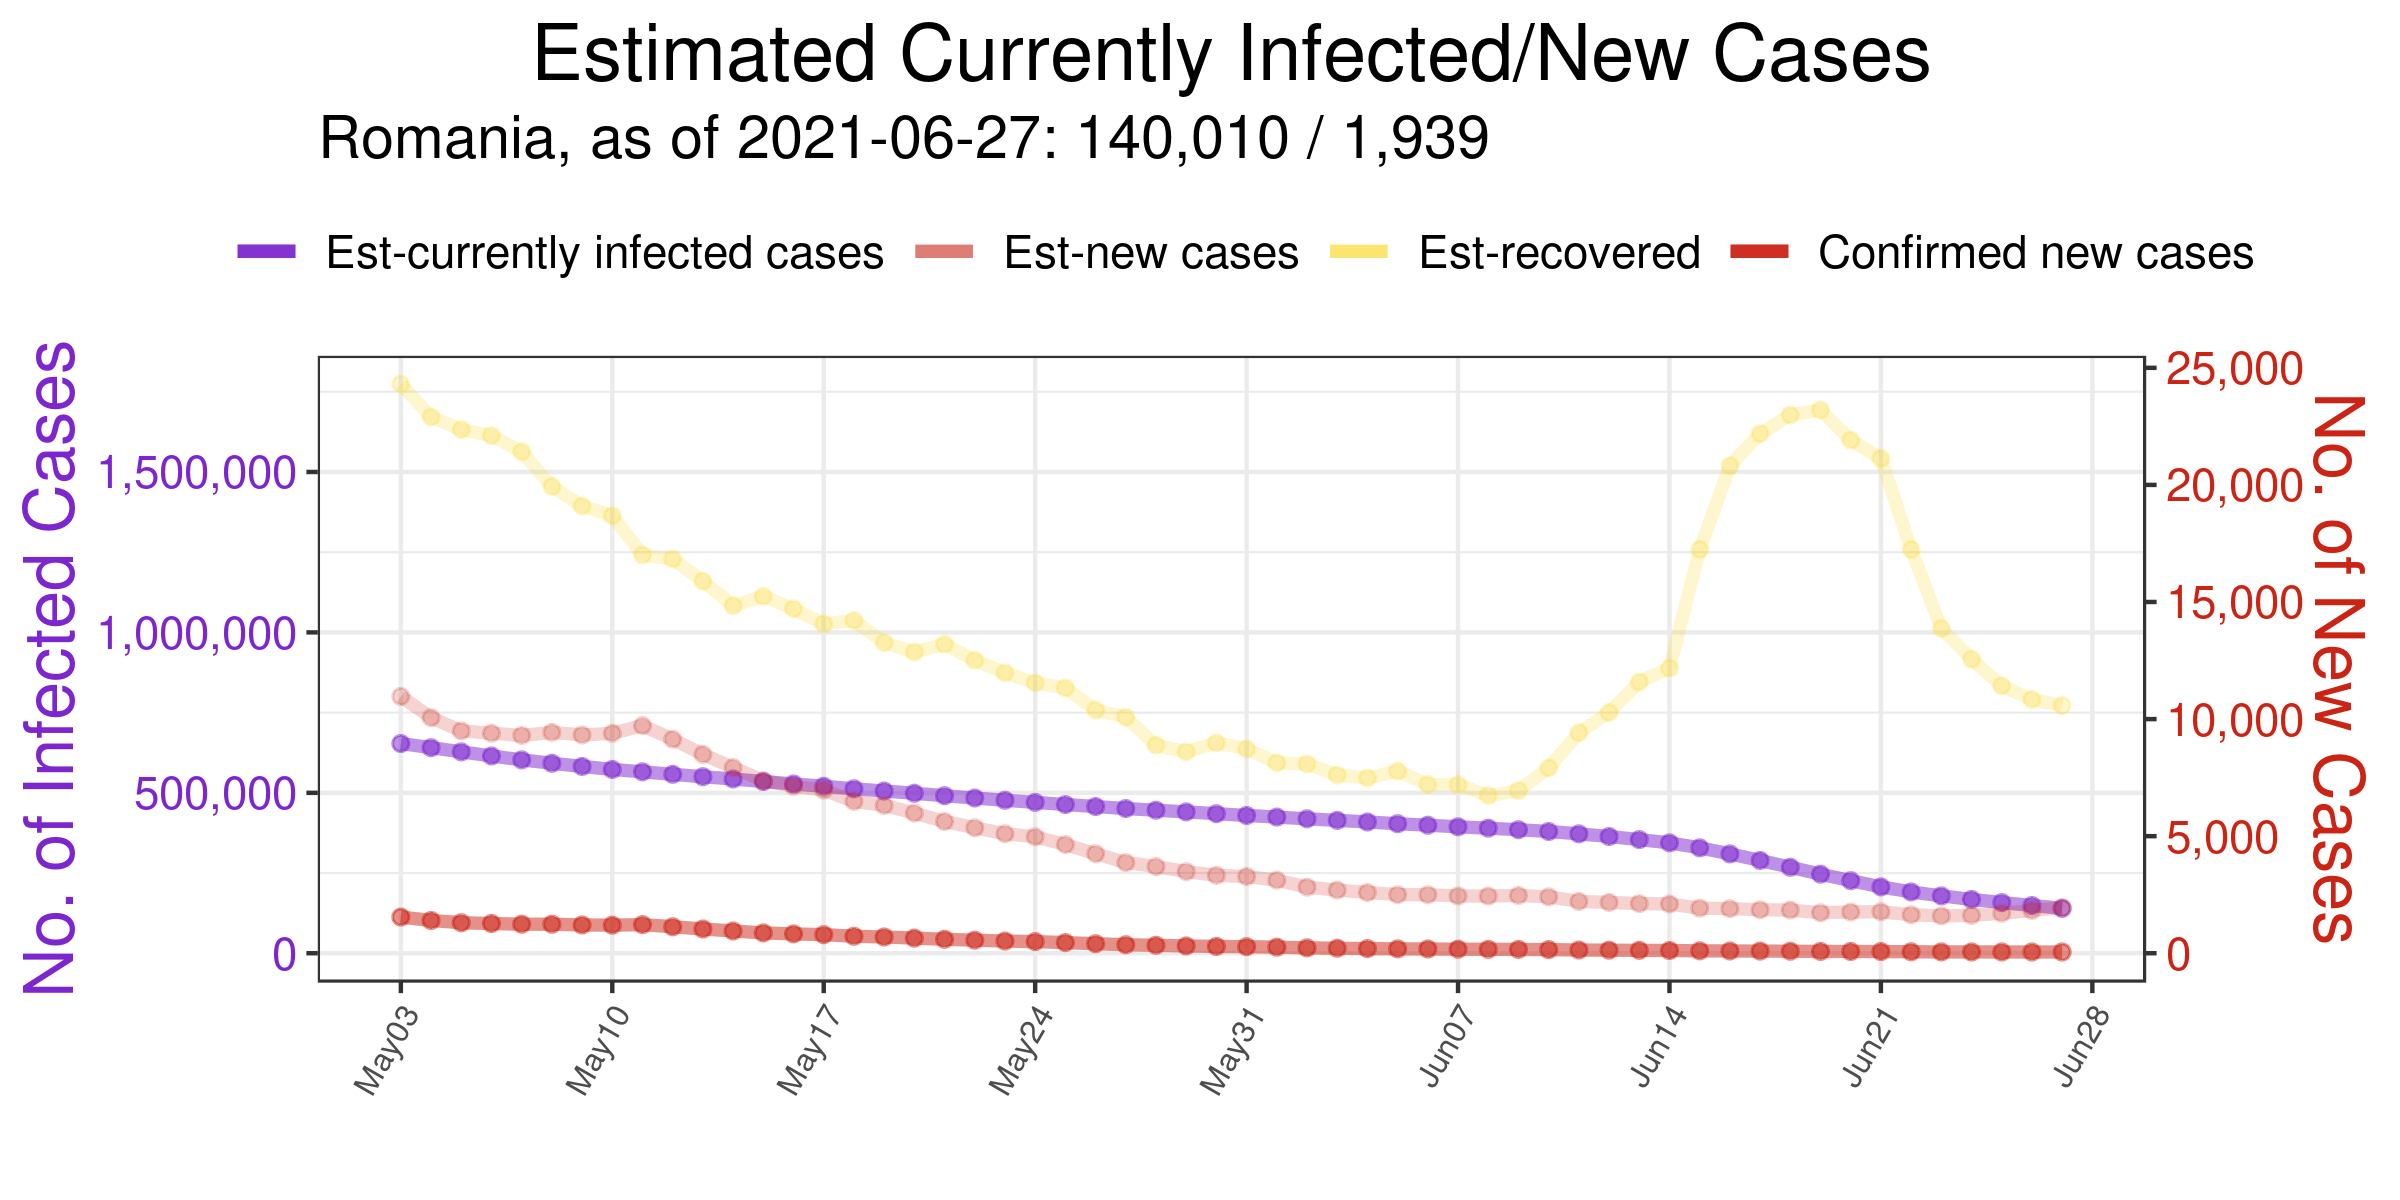 Estimated Currently Infected/New Cases
Romania, as of 2021-06-27: 140,010 / 1,939
Est-currently infected cases Est-new cases Est-recovered Confirmed new cases
No. of Infected Cases
1,500,000
1,000,000
500,000
0
25,000
20,000
15,000
10,000
5,000
0
No. of New Cases
May03 May10 May17 May24 May31 Jun07 Jun14 Jun21 Jun28